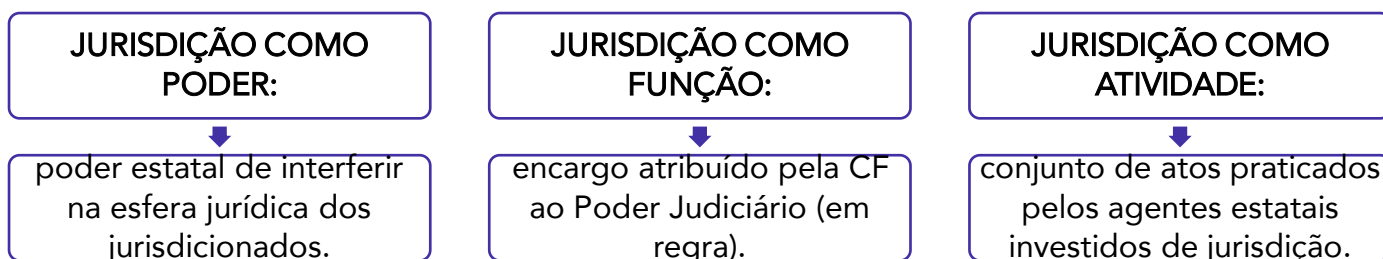 JURISDIÇÃO COMO
PODER:
poder estatal de interferir
na esfera jurídica dos
jurisdicionados.
JURISDIÇÃO COMO
FUNÇÃO:
encargo atribuído pela CF
ao Poder Judiciário (em
regra).
JURISDIÇÃO COMO
ATIVIDADE:
conjunto de atos praticados
pelos agentes estatais
investidos de jurisdição.